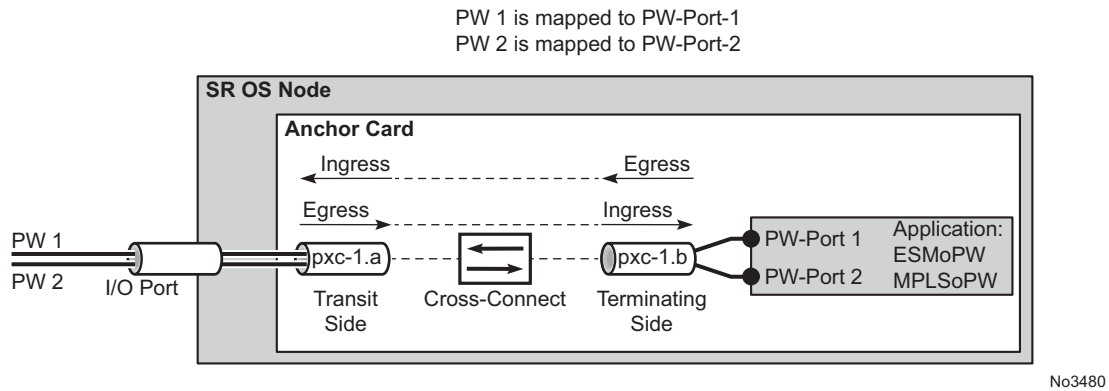 PW 1 is mapped to PW-Port-1
PW 2 is mapped to PW-Port-2
SR OS Node
Anchor Card
Ingress
Egress
Egress
Ingress
PW 1
PW 2
I/O Port
pxc-1.a
pxc-1.b
PW-Port 1
PW-Port 2
Application:
ESMoPW
MPLSoPW
Transit
Side
Cross-Connect
Terminating
Side
No3480